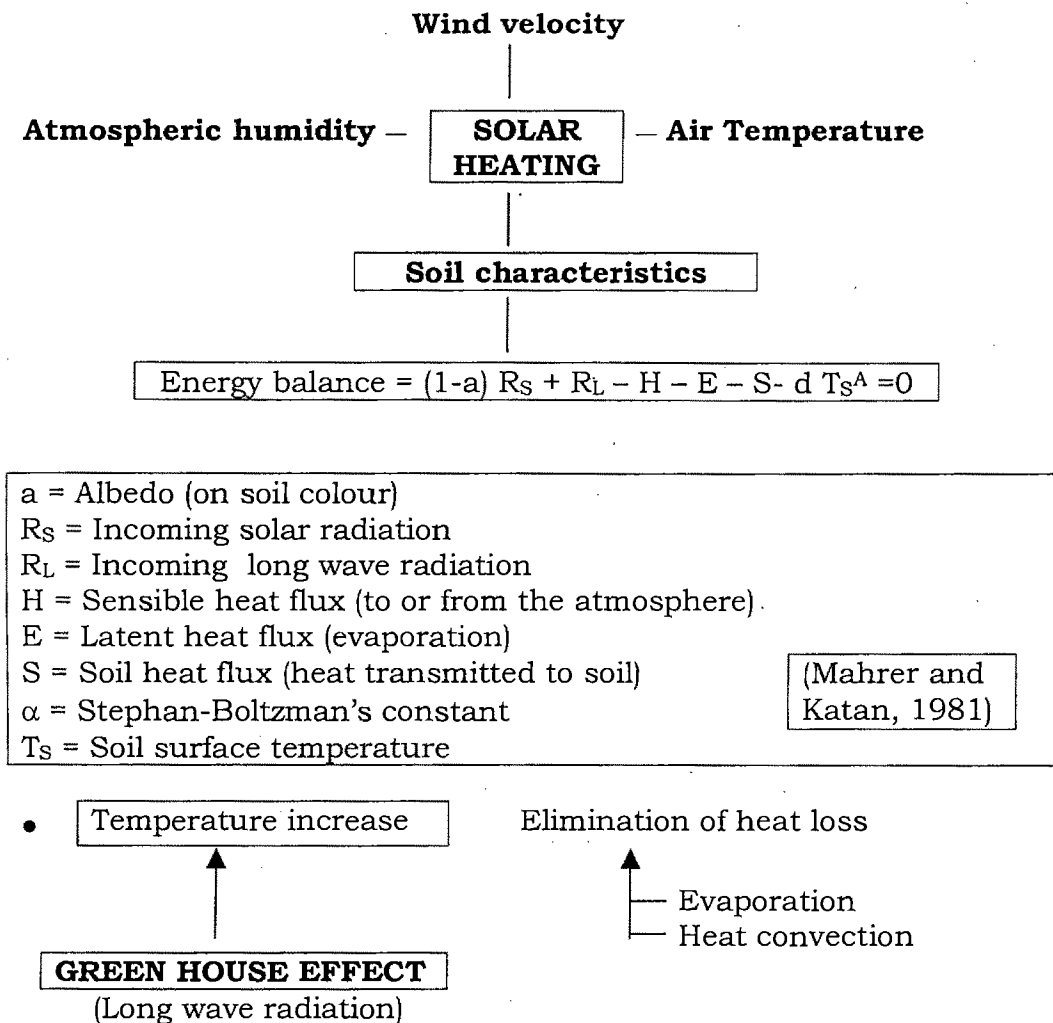 Wind velocity
Atmospheric humidity – SOLAR HEATING – Air Temperature
Soil characteristics
Energy balance = (1-a) RS + RL – H – E – S- d TSᴬ =0
a = Albedo (on soil colour)
RS = Incoming solar radiation
RL = Incoming long wave radiation
H = Sensible heat flux (to or from the atmosphere)
E = Latent heat flux (evaporation)
S = Soil heat flux (heat transmitted to soil)
α = Stephan-Boltzman's constant
TS = Soil surface temperature
(Mahrer and
Katan, 1981)
• Temperature increase
Elimination of heat loss
Evaporation
Heat convection
GREEN HOUSE EFFECT
(Long wave radiation)